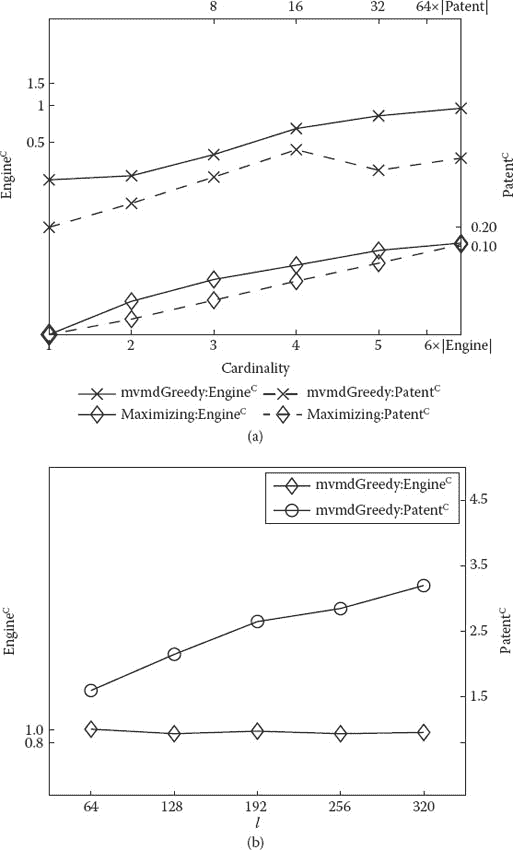 8 16 32 64×|Patent|
1.5
1
0.5
Engine^C
Patent^C
0.20
0.10
1 2 3 4 5 6×|Engine|
Cardinality
mvmdGreedy:Engine^C mvmdGreedy:Patent^C
Maximizing:Engine^C Maximizing:Patent^C
(a)
mvmdGreedy:Engine^C
mvmdGreedy:Patent^C
4.5
3.5
2.5
1.5
Engine^C
Patent^C
1.0
0.8
64 128 192 256 320
l
(b)